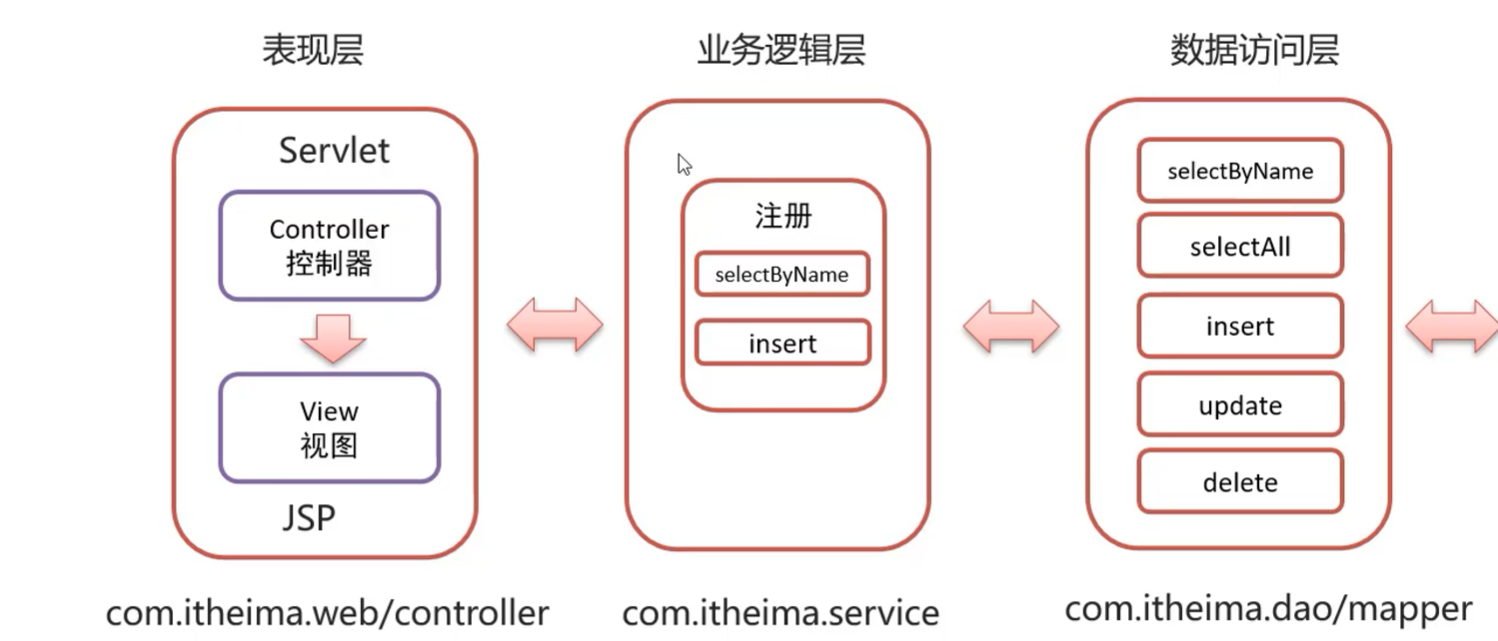 表现层
Servlet
Controller
控制器
View
视图
JSP
com.itheima.web/controller
业务逻辑层
注册
selectByName
insert
com.itheima.service
数据访问层
selectByName
selectAll
insert
update
delete
com.itheima.dao/mapper